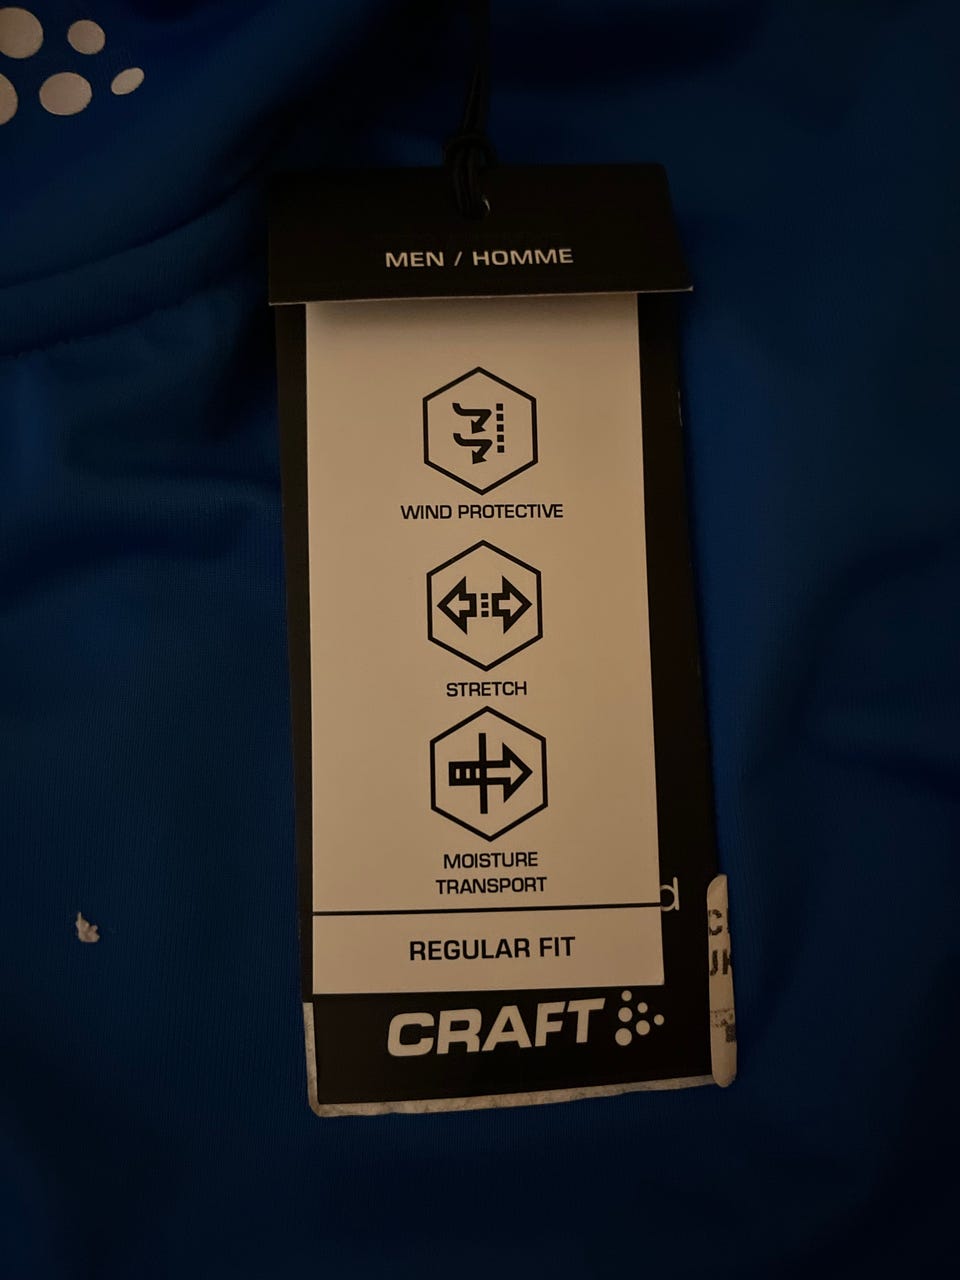 MEN / HOMME
WIND PROTECTIVE
STRETCH
MOISTURE
TRANSPORT
REGULAR FIT
CRAFT